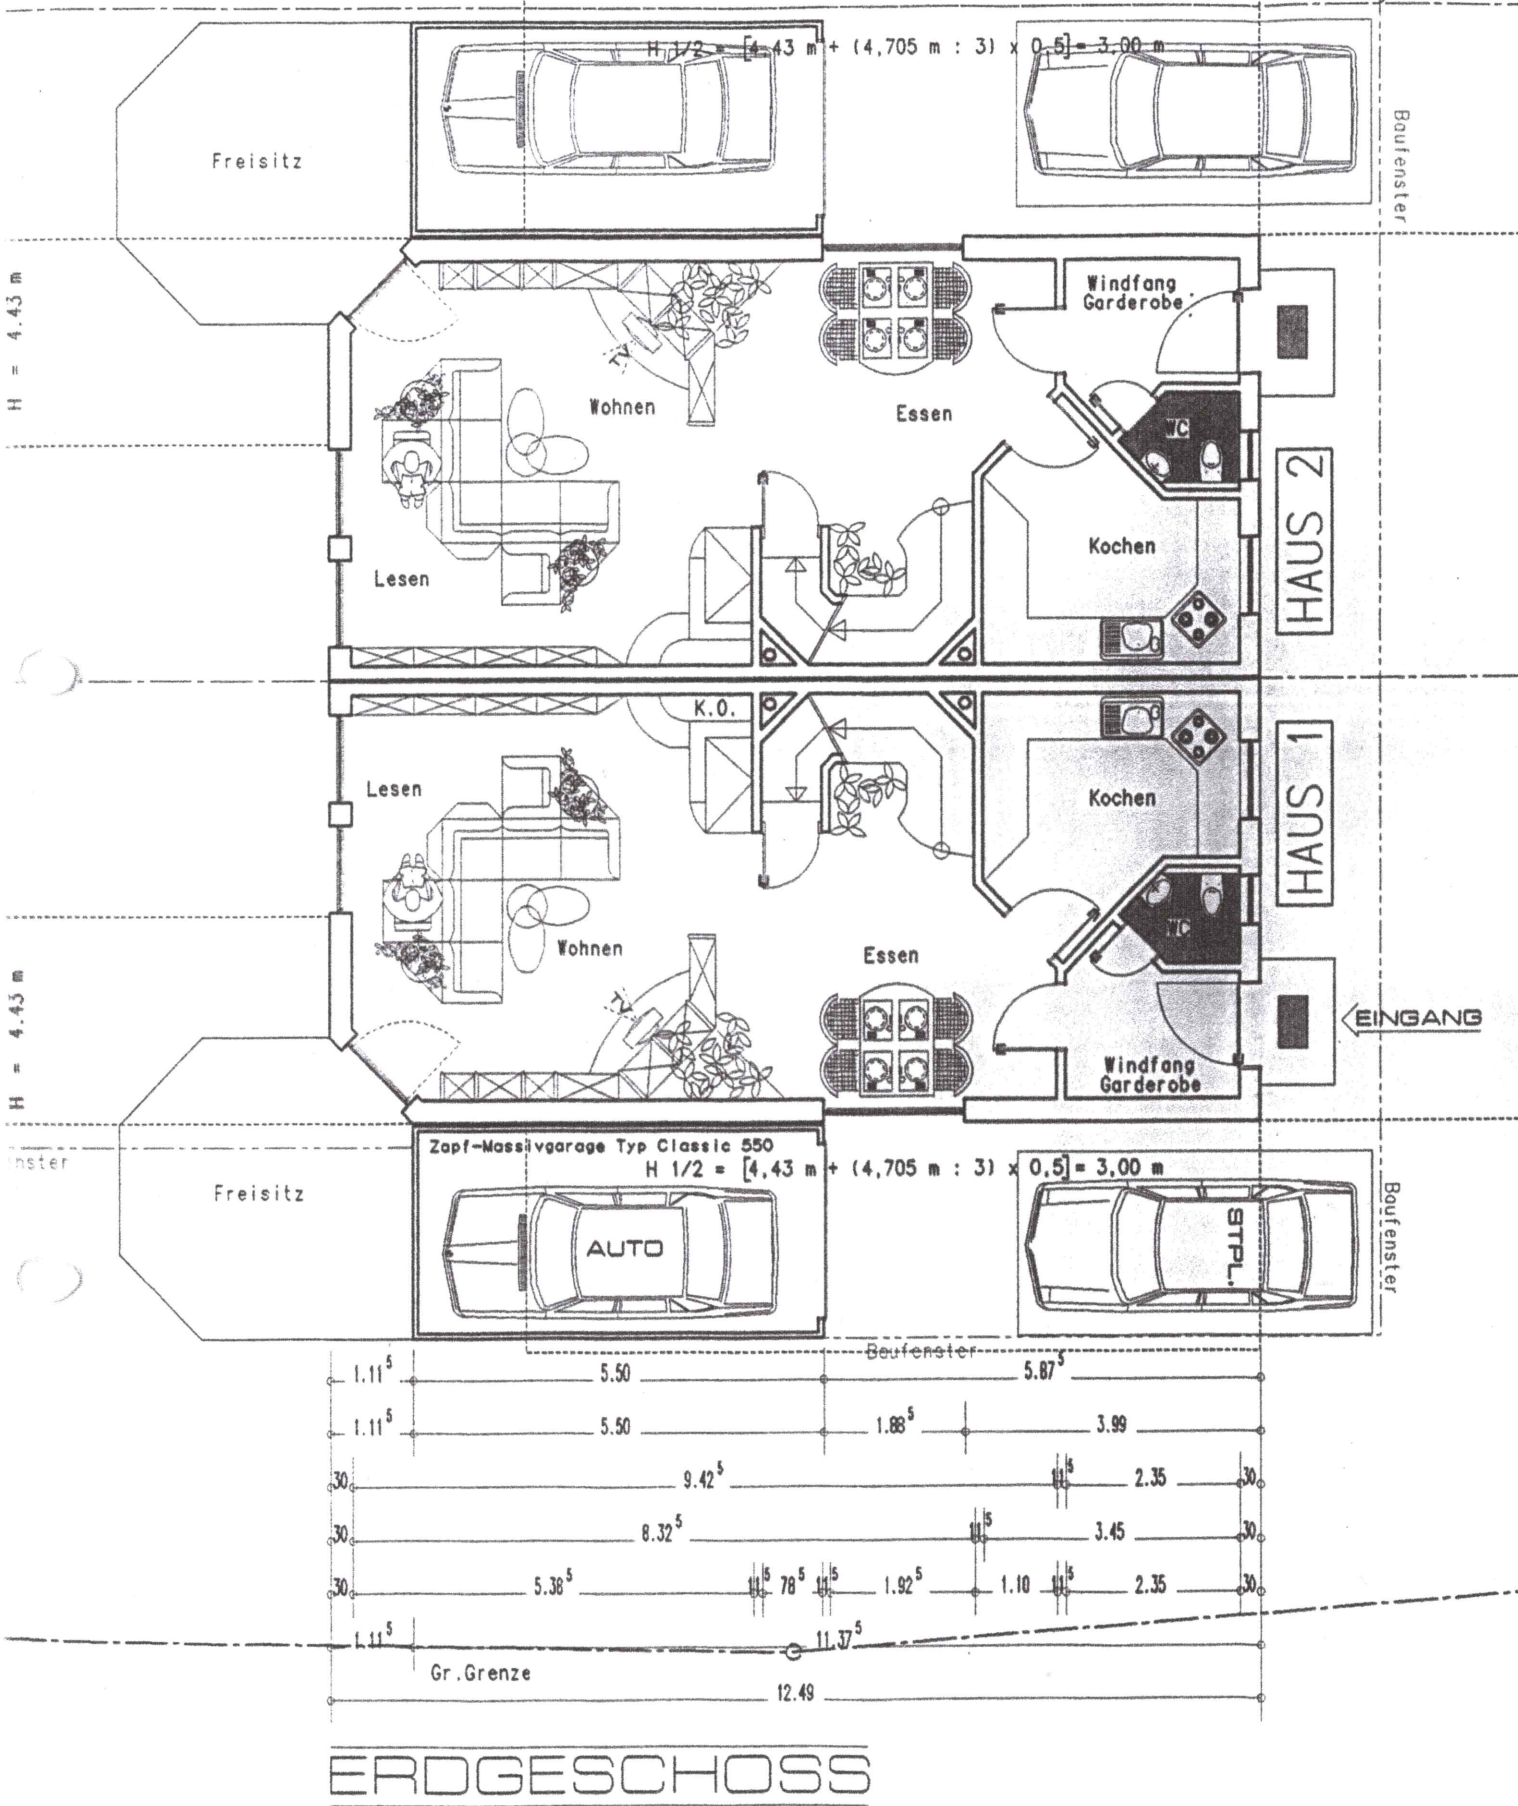 H 1/2 = [4,43 m + (4,705 m : 3) x 0,5] = 3,00 m
Freisitz
Baufenster
H = 4.43 m
Windfang
Garderobe
TV
Wohnen
Essen
WC
HAUS 2
Kochen
Lesen
K.O.
Lesen
Kochen
HAUS 1
WC
Wohnen
Essen
TV
EINGANG
H = 4.43 m
Windfang
Garderobe
Zapf-Massivgarage Typ Classic 550
H 1/2 = [4,43 m + (4,705 m : 3) x 0,5] = 3,00 m
nster
Freisitz
AUTO
STPL.
Baufenster
Baufenster
1.11⁵ 5.50 5.87⁵
1.11⁵ 5.50 1.88⁵ 3.99
30 9.42⁵ 11⁵ 2.35 30
30 8.32⁵ 11⁵ 3.45 30
30 5.38⁵ 11⁵ 78⁵ 11⁵ 1.92⁵ 1.10 11⁵ 2.35 30
1.11⁵ 11.37⁵
Gr.Grenze
12.49
ERDGESCHOSS